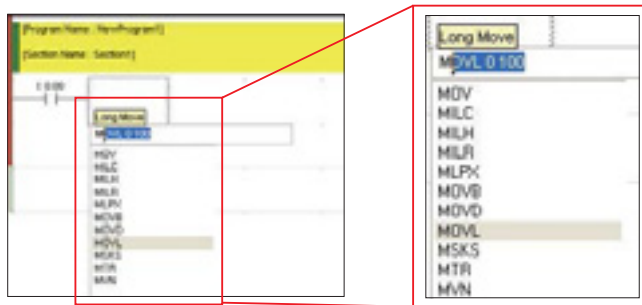 [Program Name : NewProgram1]
[Section Name : Section1]
I: 0.00
Long Move
MOVL 0 100
MOV
MILC
MILH
MILR
MLPX
MOVB
MOVD
MOVL
MSKS
MTR
MVN
Long Move
MOVL 0 100
MOV
MILC
MILH
MILR
MLPX
MOVB
MOVD
MOVL
MSKS
MTR
MVN